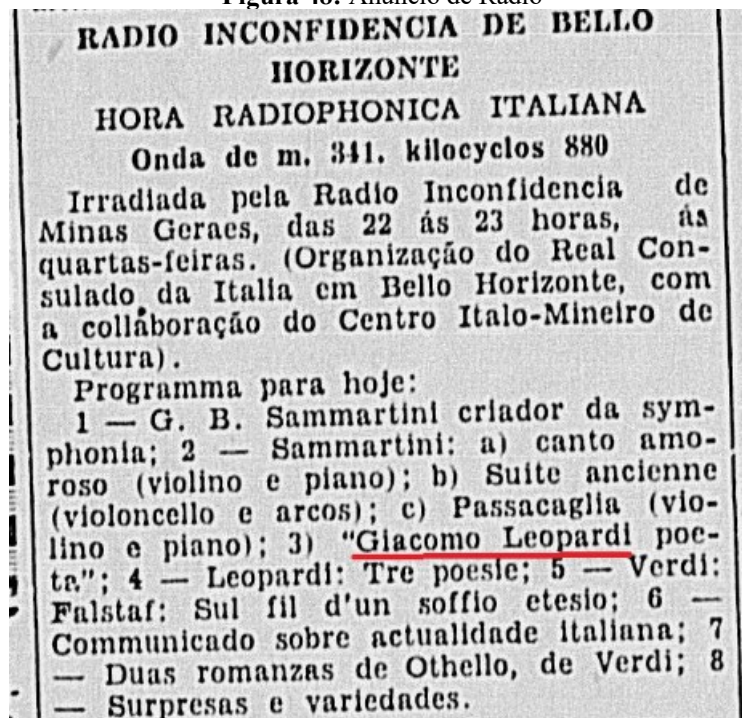 Figura 48: Anúncio de Rádio
RADIO INCONFIDENCIA DE BELLO
HORIZONTE
HORA RADIOPHONICA ITALIANA
Onda de m. 341. kilocyclos 880
Irradiada pela Radio Inconfidencia de
Minas Geraes, das 22 ás 23 horas, ás
quartas-feiras. (Organização do Real Con-
sulado da Italia em Bello Horizonte, com
a collaboração do Centro Italo-Mineiro de
Cultura).
Programma para hoje:
1 — G. B. Sammartini criador da sym-
phonia; 2 — Sammartini: a) canto amo-
roso (violino e piano); b) Suite ancienne
(violoncello e arcos); c) Passacaglia (vio-
lino e piano); 3) "Giacomo Leopardi poe-
ta"; 4 — Leopardi: Tre poesie; 5 — Verdi:
Falstaf: Sul fil d'un soffio etesio; 6 —
Communicado sobre actualidade italiana; 7
— Duas romanzas de Othello, de Verdi; 8
— Surpresas e variedades.